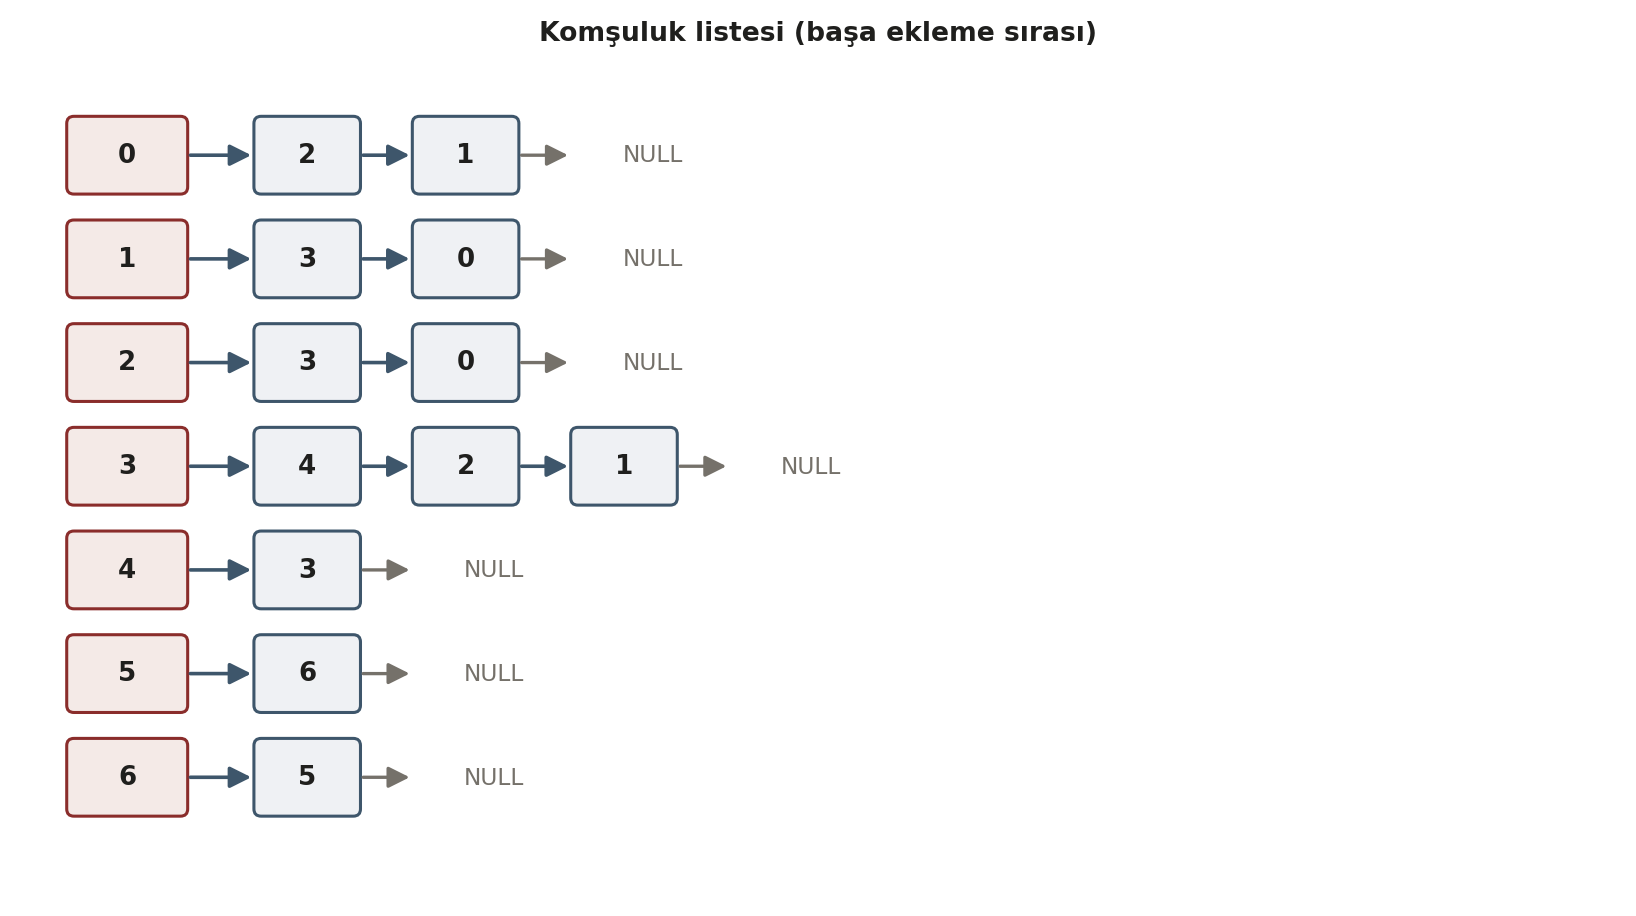 Komşuluk listesi (başa ekleme sırası)
0 2 1 NULL
1 3 0 NULL
2 3 0 NULL
3 4 2 1 NULL
4 3 NULL
5 6 NULL
6 5 NULL